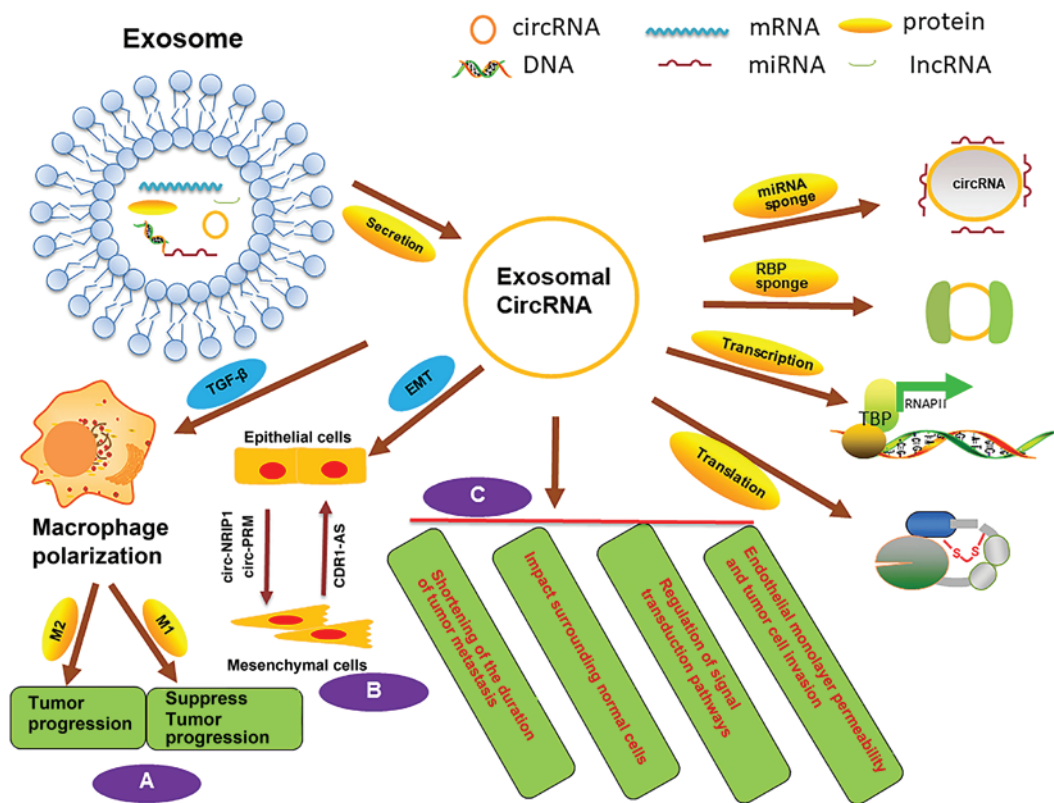 Exosome
circRNA
mRNA
protein
DNA
miRNA
lncRNA
Secretion
Exosomal
CircRNA
miRNA
sponge
circRNA
RBP
sponge
Transcription
TBP
RNAPII
Translation
S
S
TGF-β
EMT
Macrophage
polarization
M2
M1
Tumor
progression
Suppress
Tumor
progression
A
Epithelial cells
circ-NRIP1
circ-PRM
CDR1-AS
Mesenchymal cells
B
C
Shortening of the duration
of tumor metastasis
Impact surrounding normal cells
Regulation of signal
transduction pathways
Endothelial monolayer permeability
and tumor cell invasion